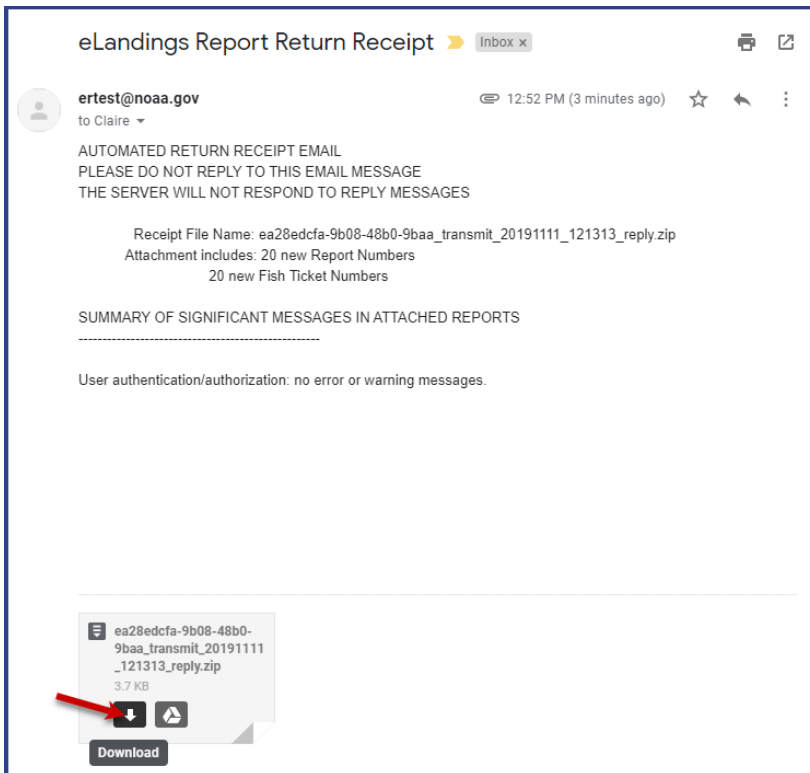 eLandings Report Return Receipt Inbox x
ertest@noaa.gov 12:52 PM (3 minutes ago)
to Claire
AUTOMATED RETURN RECEIPT EMAIL
PLEASE DO NOT REPLY TO THIS EMAIL MESSAGE
THE SERVER WILL NOT RESPOND TO REPLY MESSAGES
Receipt File Name: ea28edcfa-9b08-48b0-9baa_transmit_20191111_121313_reply.zip
Attachment includes: 20 new Report Numbers
20 new Fish Ticket Numbers
SUMMARY OF SIGNIFICANT MESSAGES IN ATTACHED REPORTS
----------------------------------------------------
User authentication/authorization: no error or warning messages.
ea28edcfa-9b08-48b0-
9baa_transmit_20191111
_121313_reply.zip
3.7 KB
Download